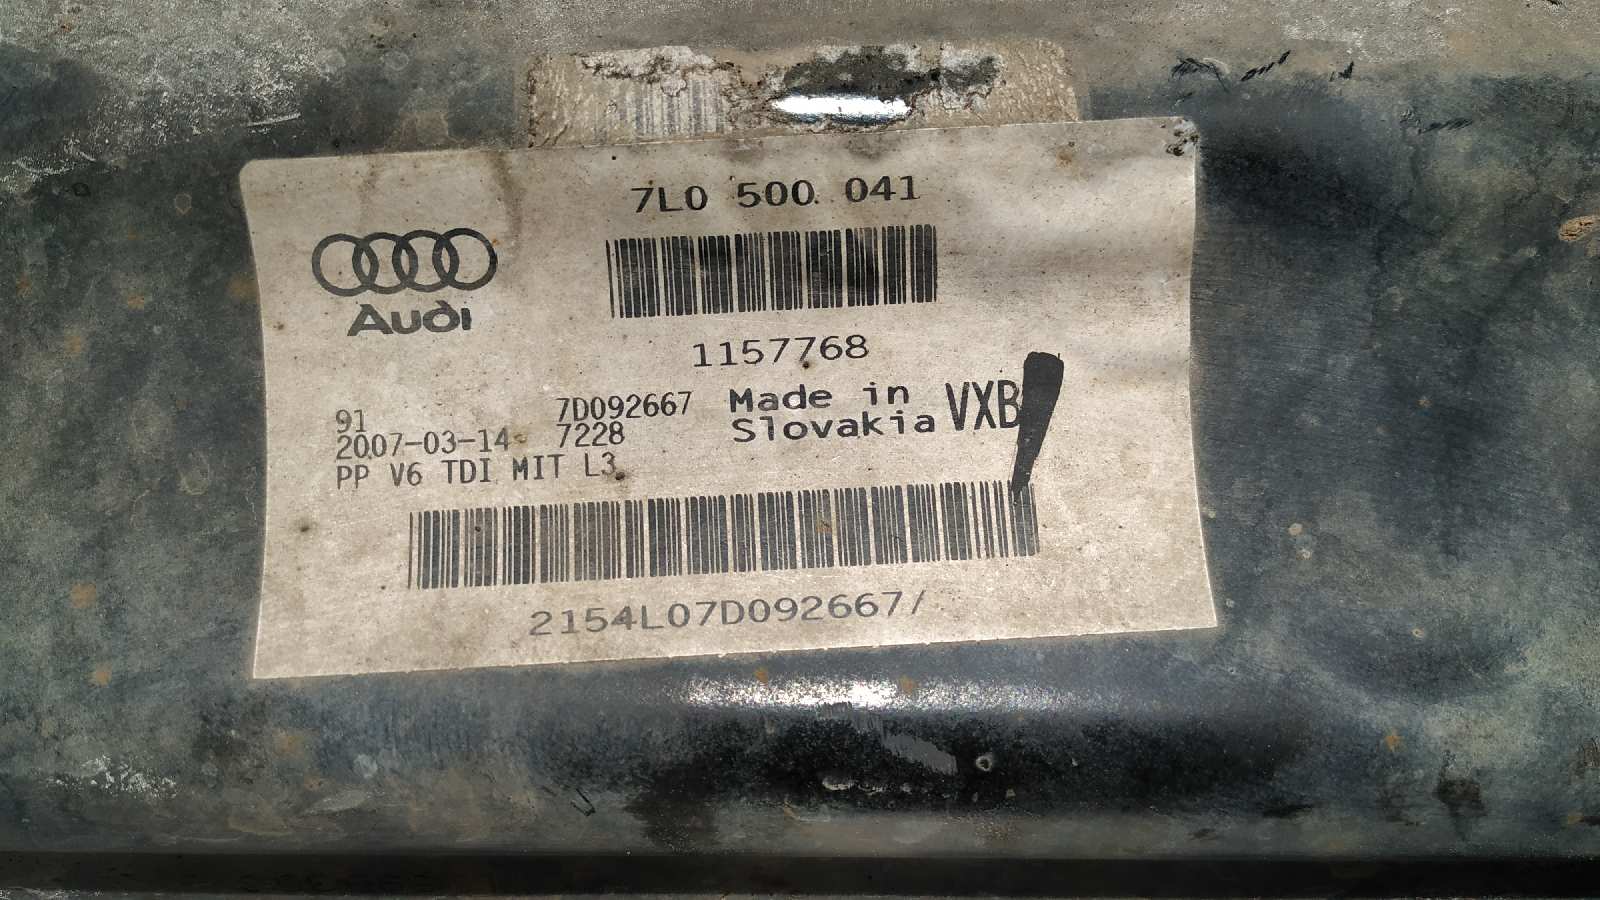 7L0 500 041
Audi
1157768
91 7D092667 Made in VXB
2007-03-14 7228 Slovakia
PP V6 TDI MIT L3
2154L07D092667/